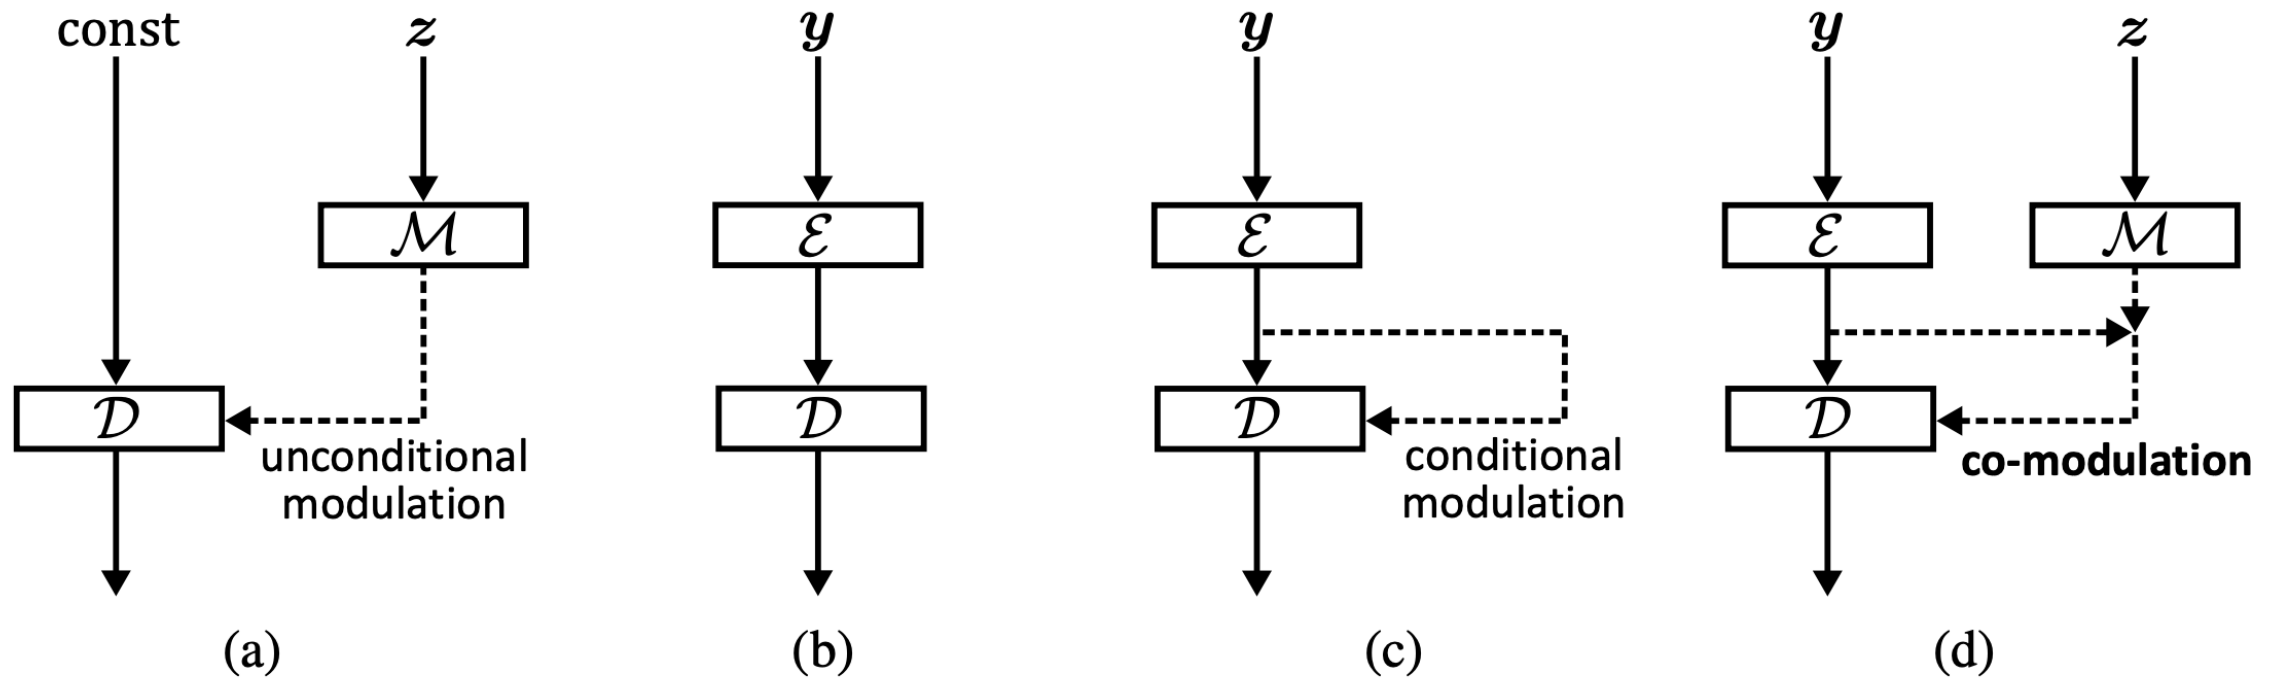 const
z
M
D
unconditional
modulation
(a)
y
E
D
(b)
y
E
D
conditional
modulation
(c)
y
z
E
M
D
co-modulation
(d)